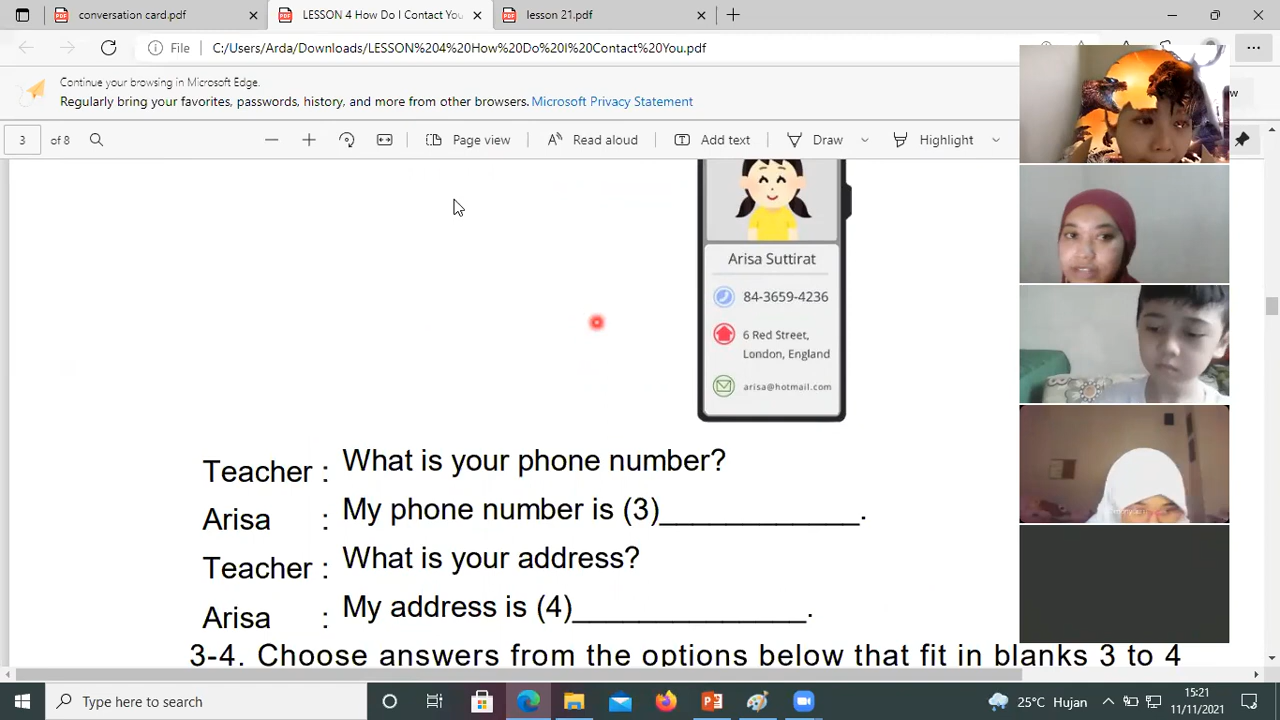 conversation card.pdf
LESSON 4 How Do I Contact You
lesson 21.pdf
File
C:/Users/Arda/Downloads/LESSON%204%20How%20Do%20I%20Contact%20You.pdf
Continue your browsing in Microsoft Edge.
Regularly bring your favorites, passwords, history, and more from other browsers. Microsoft Privacy Statement
3 of 8
Page view
Read aloud
Add text
Draw
Highlight
Arisa Suttirat
84-3659-4236
6 Red Street,
London, England
arisa@hotmail.com
Teacher : What is your phone number?
Arisa : My phone number is (3)____________.
Teacher : What is your address?
Arisa : My address is (4)______________.
3-4. Choose answers from the options below that fit in blanks 3 to 4
Type here to search
25°C Hujan
15:21
11/11/2021